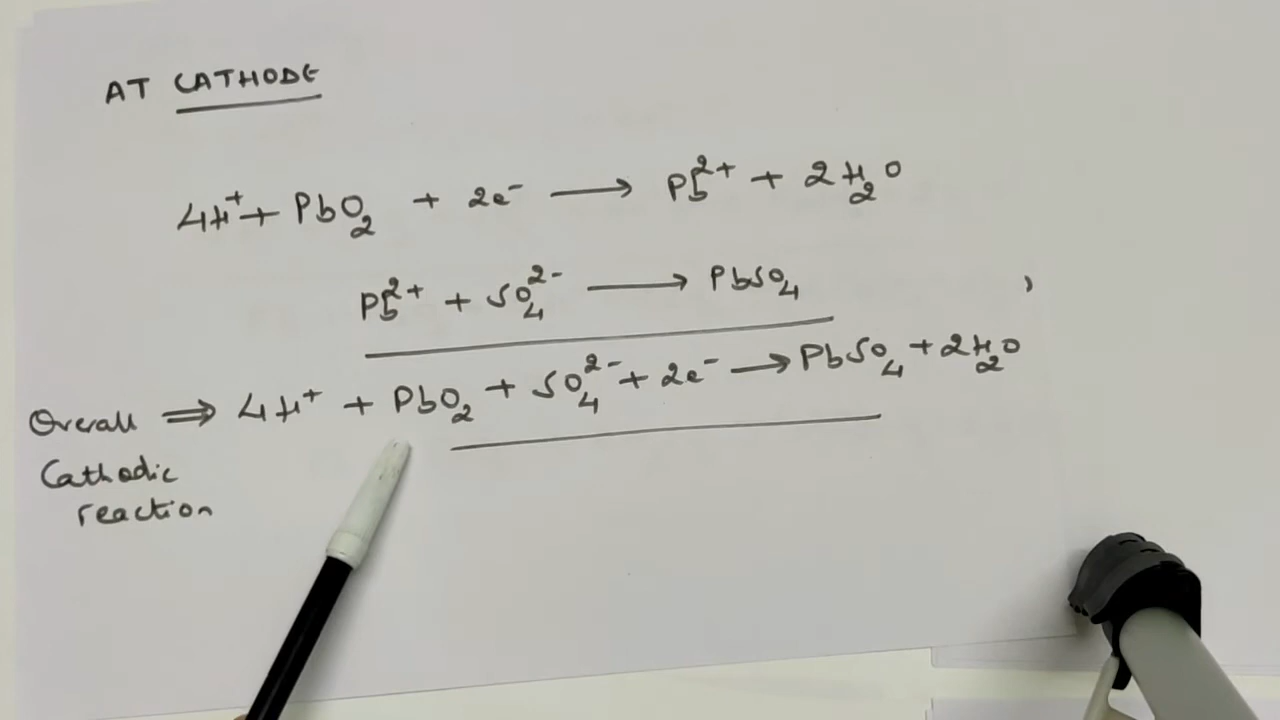 AT CATHODE
4H⁺ + PbO₂ + 2e⁻ ⟶ Pb²⁺ + 2H₂O
Pb²⁺ + SO₄²⁻ ⟶ PbSO₄
Overall ⇒ 4H⁺ + PbO₂ + SO₄²⁻ + 2e⁻ ⟶ PbSO₄ + 2H₂O
Cathodic
reaction